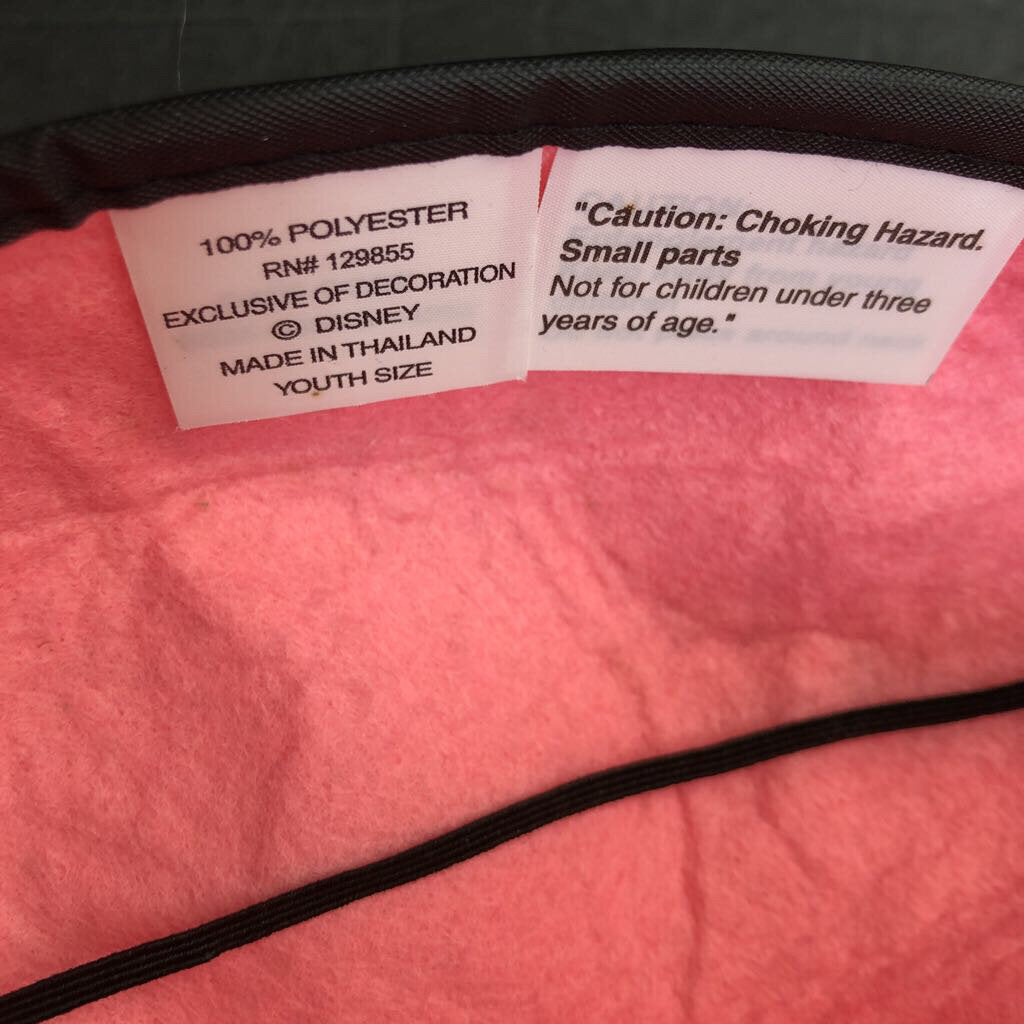 100% POLYESTER
RN# 129855
EXCLUSIVE OF DECORATION
© DISNEY
MADE IN THAILAND
YOUTH SIZE
"Caution: Choking Hazard.
Small parts
Not for children under three
years of age."